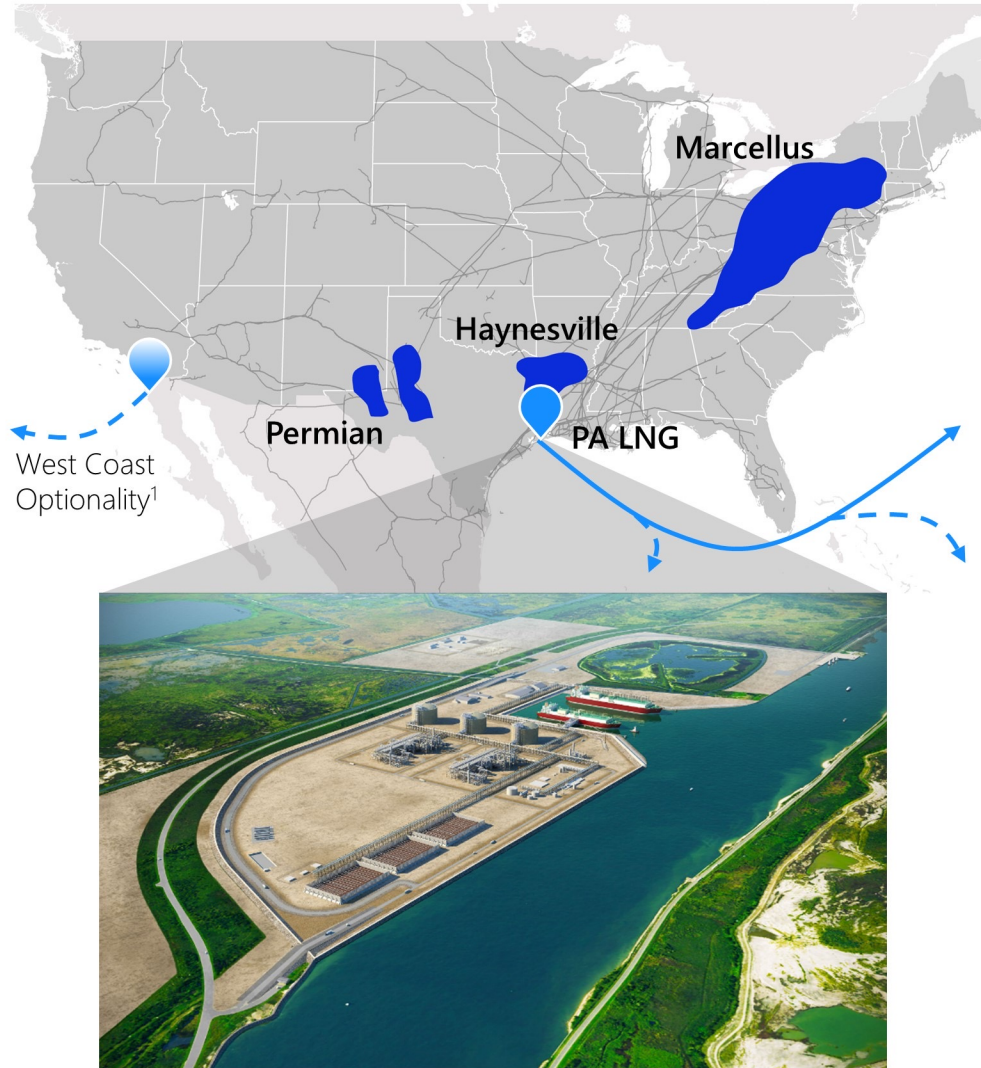 Marcellus
Haynesville
Permian
PA LNG
West Coast
Optionality¹